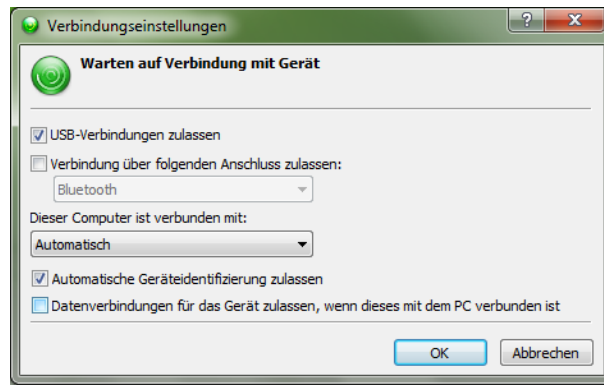 Verbindungseinstellungen
Warten auf Verbindung mit Gerät
USB-Verbindungen zulassen
Verbindung über folgenden Anschluss zulassen:
Bluetooth
Dieser Computer ist verbunden mit:
Automatisch
Automatische Geräteidentifizierung zulassen
Datenverbindungen für das Gerät zulassen, wenn dieses mit dem PC verbunden ist
OK Abbrechen